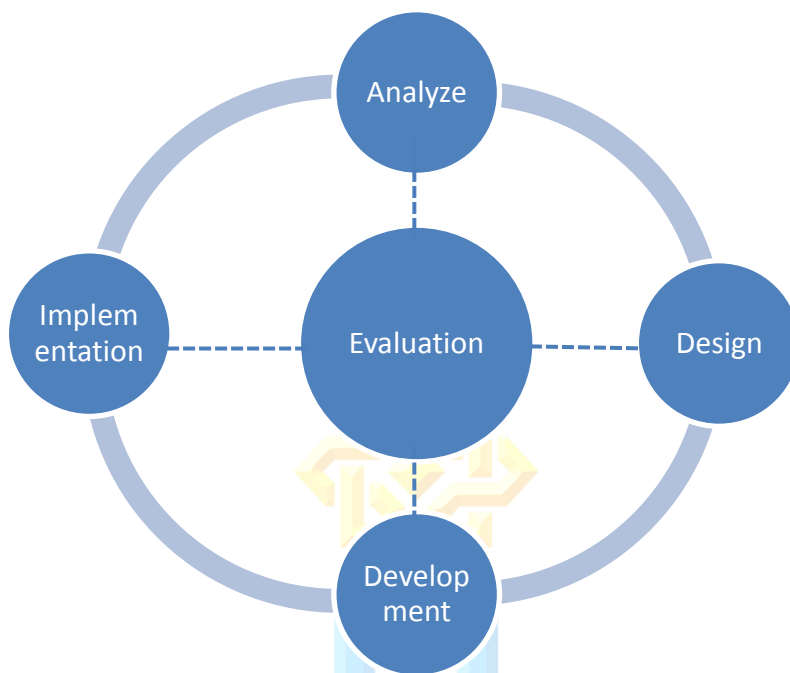 Analyze
Implem
entation
Evaluation
Design
Develop
ment